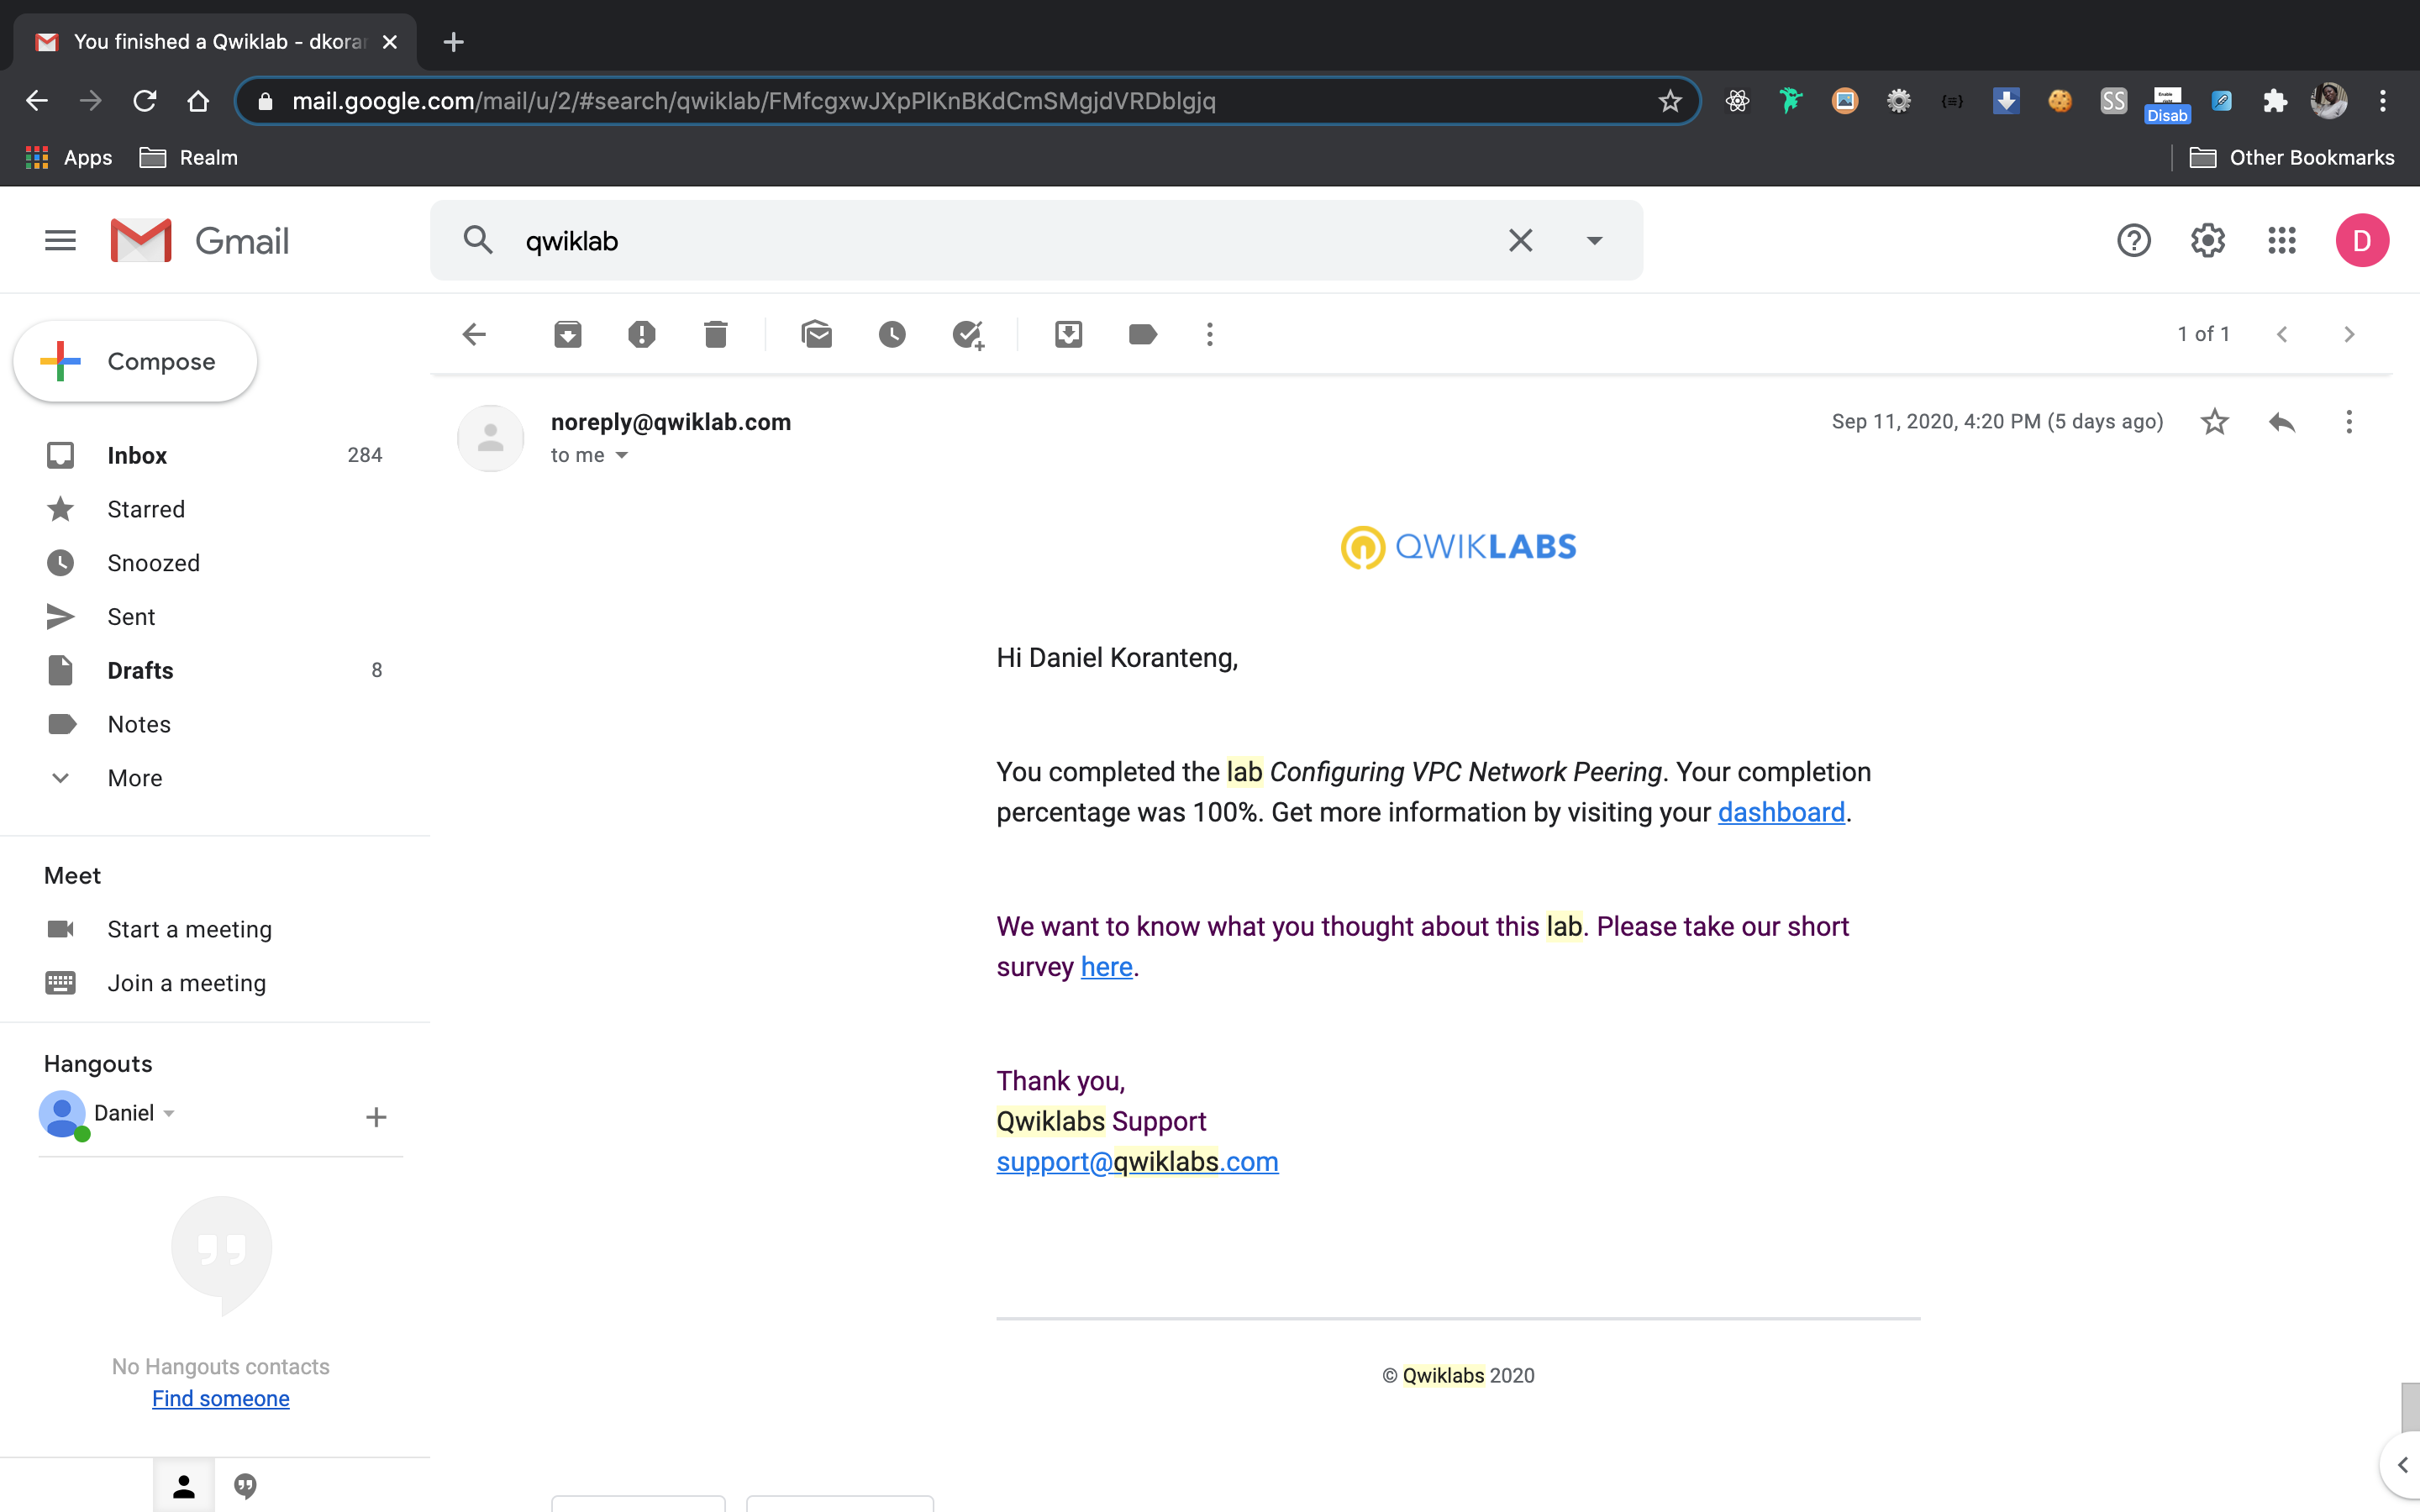 You finished a Qwiklab - dkoran
mail.google.com/mail/u/2/#search/qwiklab/FMfcgxwJXpPlKnBKdCmSMgjdVRDblgjq
SS
Disab
Apps
Realm
Other Bookmarks
Gmail
qwiklab
D
Compose
1 of 1
noreply@qwiklab.com
Sep 11, 2020, 4:20 PM (5 days ago)
to me
Inbox 284
Starred
Snoozed
Sent
Drafts 8
Notes
More
Meet
Start a meeting
Join a meeting
Hangouts
Daniel
No Hangouts contacts
Find someone
QWIKLABS
Hi Daniel Koranteng,
You completed the lab Configuring VPC Network Peering. Your completion
percentage was 100%. Get more information by visiting your dashboard.
We want to know what you thought about this lab. Please take our short
survey here.
Thank you,
Qwiklabs Support
support@qwiklabs.com
© Qwiklabs 2020